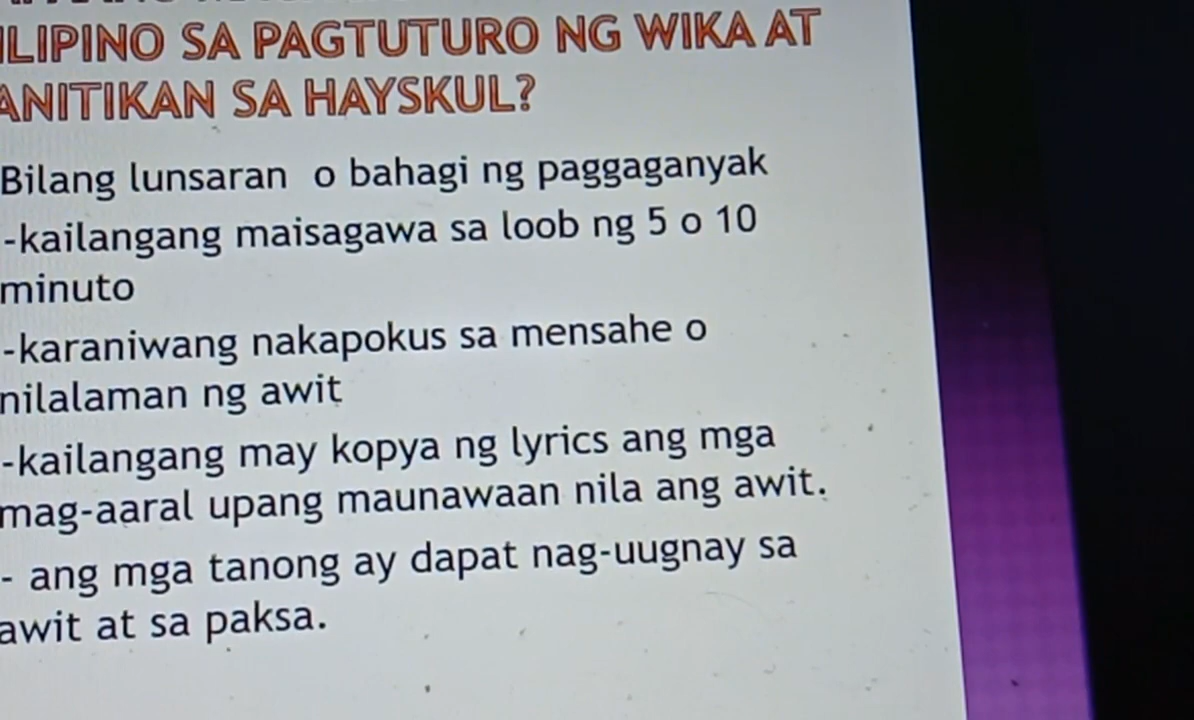 ILIPINO SA PAGTUTURO NG WIKA AT
ANITIKAN SA HAYSKUL?
Bilang lunsaran o bahagi ng paggaganyak
-kailangang maisagawa sa loob ng 5 o 10
minuto
-karaniwang nakapokus sa mensahe o
nilalaman ng awit
-kailangang may kopya ng lyrics ang mga
mag-aaral upang maunawaan nila ang awit.
- ang mga tanong ay dapat nag-uugnay sa
awit at sa paksa.